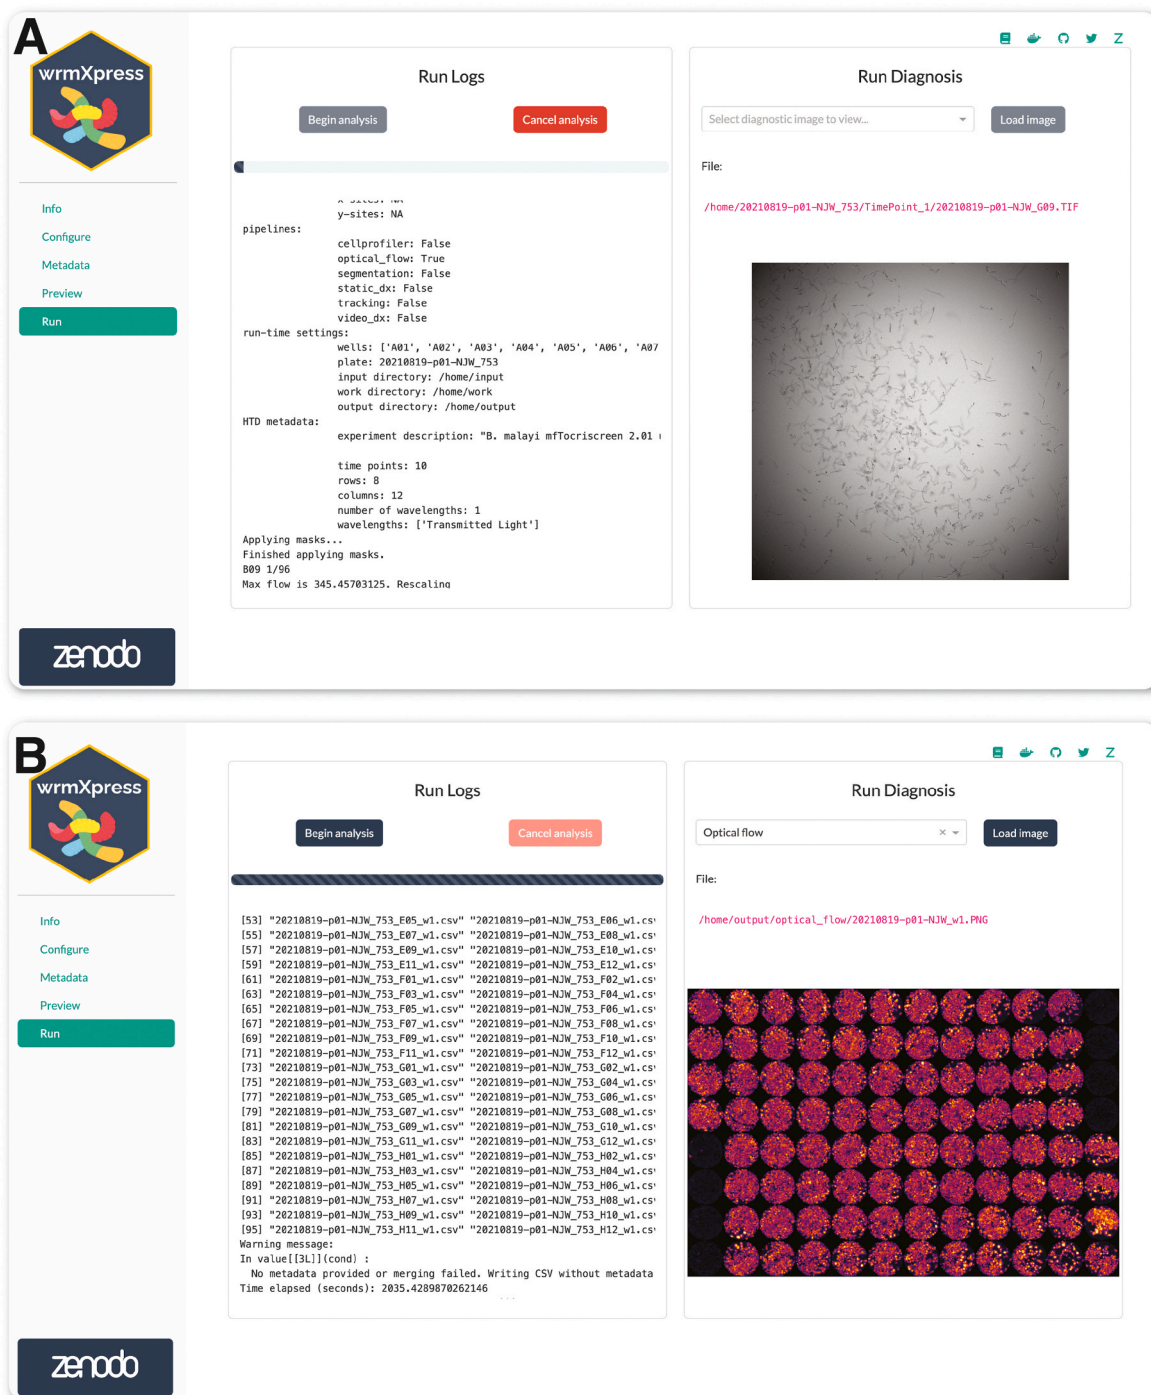 A
wrmXpress
Info
Configure
Metadata
Preview
Run
zenodo
Run Logs
Begin analysis
Cancel analysis
y-sites: NA
pipelines:
cellprofiler: False
optical_flow: True
segmentation: False
static_dx: False
tracking: False
video_dx: False
run-time settings:
wells: ['A01', 'A02', 'A03', 'A04', 'A05', 'A06', 'A07
plate: 20210819-p01-NJW_753
input directory: /home/input
work directory: /home/work
output directory: /home/output
HTD metadata:
experiment description: "B. malayi mfTocriscreen 2.01
time points: 10
rows: 8
columns: 12
number of wavelengths: 1
wavelengths: ['Transmitted Light']
Applying masks...
Finished applying masks.
B09 1/96
Max flow is 345.45703125. Rescaling
Run Diagnosis
Select diagnostic image to view...
Load image
File:
/home/20210819-p01-NJW_753/TimePoint_1/20210819-p01-NJW_G09.TIF
Z
B
wrmXpress
Info
Configure
Metadata
Preview
Run
zenodo
Run Logs
Begin analysis
Cancel analysis
[53] "20210819-p01-NJW_753_E05_w1.csv" "20210819-p01-NJW_753_E06_w1.cs
[55] "20210819-p01-NJW_753_E07_w1.csv" "20210819-p01-NJW_753_E08_w1.cs
[57] "20210819-p01-NJW_753_E09_w1.csv" "20210819-p01-NJW_753_E10_w1.cs
[59] "20210819-p01-NJW_753_E11_w1.csv" "20210819-p01-NJW_753_E12_w1.cs
[61] "20210819-p01-NJW_753_F01_w1.csv" "20210819-p01-NJW_753_F02_w1.cs
[63] "20210819-p01-NJW_753_F03_w1.csv" "20210819-p01-NJW_753_F04_w1.cs
[65] "20210819-p01-NJW_753_F05_w1.csv" "20210819-p01-NJW_753_F06_w1.cs
[67] "20210819-p01-NJW_753_F07_w1.csv" "20210819-p01-NJW_753_F08_w1.cs
[69] "20210819-p01-NJW_753_F09_w1.csv" "20210819-p01-NJW_753_F10_w1.cs
[71] "20210819-p01-NJW_753_F11_w1.csv" "20210819-p01-NJW_753_F12_w1.cs
[73] "20210819-p01-NJW_753_G01_w1.csv" "20210819-p01-NJW_753_G02_w1.cs
[75] "20210819-p01-NJW_753_G03_w1.csv" "20210819-p01-NJW_753_G04_w1.cs
[77] "20210819-p01-NJW_753_G05_w1.csv" "20210819-p01-NJW_753_G06_w1.cs
[79] "20210819-p01-NJW_753_G07_w1.csv" "20210819-p01-NJW_753_G08_w1.cs
[81] "20210819-p01-NJW_753_G09_w1.csv" "20210819-p01-NJW_753_G10_w1.cs
[83] "20210819-p01-NJW_753_G11_w1.csv" "20210819-p01-NJW_753_G12_w1.cs
[85] "20210819-p01-NJW_753_H01_w1.csv" "20210819-p01-NJW_753_H02_w1.cs
[87] "20210819-p01-NJW_753_H03_w1.csv" "20210819-p01-NJW_753_H04_w1.cs
[89] "20210819-p01-NJW_753_H05_w1.csv" "20210819-p01-NJW_753_H06_w1.cs
[91] "20210819-p01-NJW_753_H07_w1.csv" "20210819-p01-NJW_753_H08_w1.cs
[93] "20210819-p01-NJW_753_H09_w1.csv" "20210819-p01-NJW_753_H10_w1.cs
[95] "20210819-p01-NJW_753_H11_w1.csv" "20210819-p01-NJW_753_H12_w1.cs
Warning message:
In value[[3L]](cond) :
No metadata provided or merging failed. Writing CSV without metadata
Time elapsed (seconds): 2035.4289870262146
Run Diagnosis
Optical flow
Load image
File:
/home/output/optical_flow/20210819-p01-NJW_w1.PNG
Z